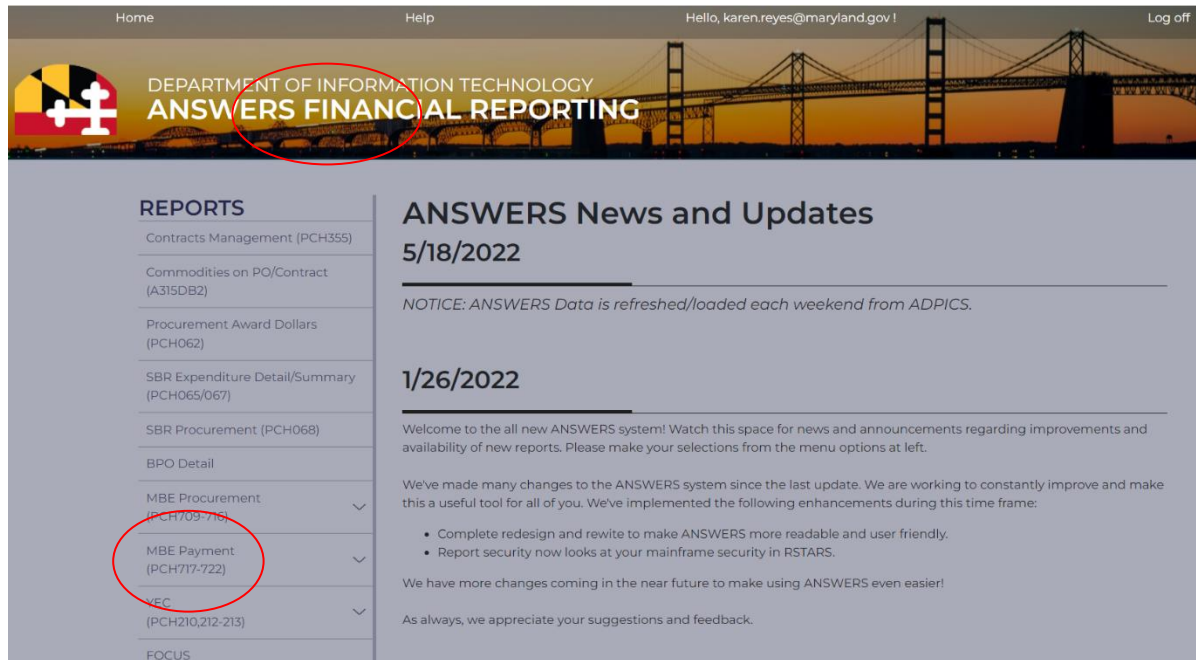 Home Help Hello, karen.reyes@maryland.gov ! Log off
DEPARTMENT OF INFORMATION TECHNOLOGY
ANSWERS FINANCIAL REPORTING
REPORTS
Contracts Management (PCH355)
Commodities on PO/Contract
(A315DB2)
Procurement Award Dollars
(PCH062)
SBR Expenditure Detail/Summary
(PCH065/067)
SBR Procurement (PCH068)
BPO Detail
MBE Procurement
(PCH709-716)
MBE Payment
(PCH717-722)
YEC
(PCH210,212-213)
FOCUS
ANSWERS News and Updates
5/18/2022
NOTICE: ANSWERS Data is refreshed/loaded each weekend from ADPICS.
1/26/2022
Welcome to the all new ANSWERS system! Watch this space for news and announcements regarding improvements and
availability of new reports. Please make your selections from the menu options at left.
We've made many changes to the ANSWERS system since the last update. We are working to constantly improve and make
this a useful tool for all of you. We've implemented the following enhancements during this time frame:
• Complete redesign and rewite to make ANSWERS more readable and user friendly.
• Report security now looks at your mainframe security in RSTARS.
We have more changes coming in the near future to make using ANSWERS even easier!
As always, we appreciate your suggestions and feedback.